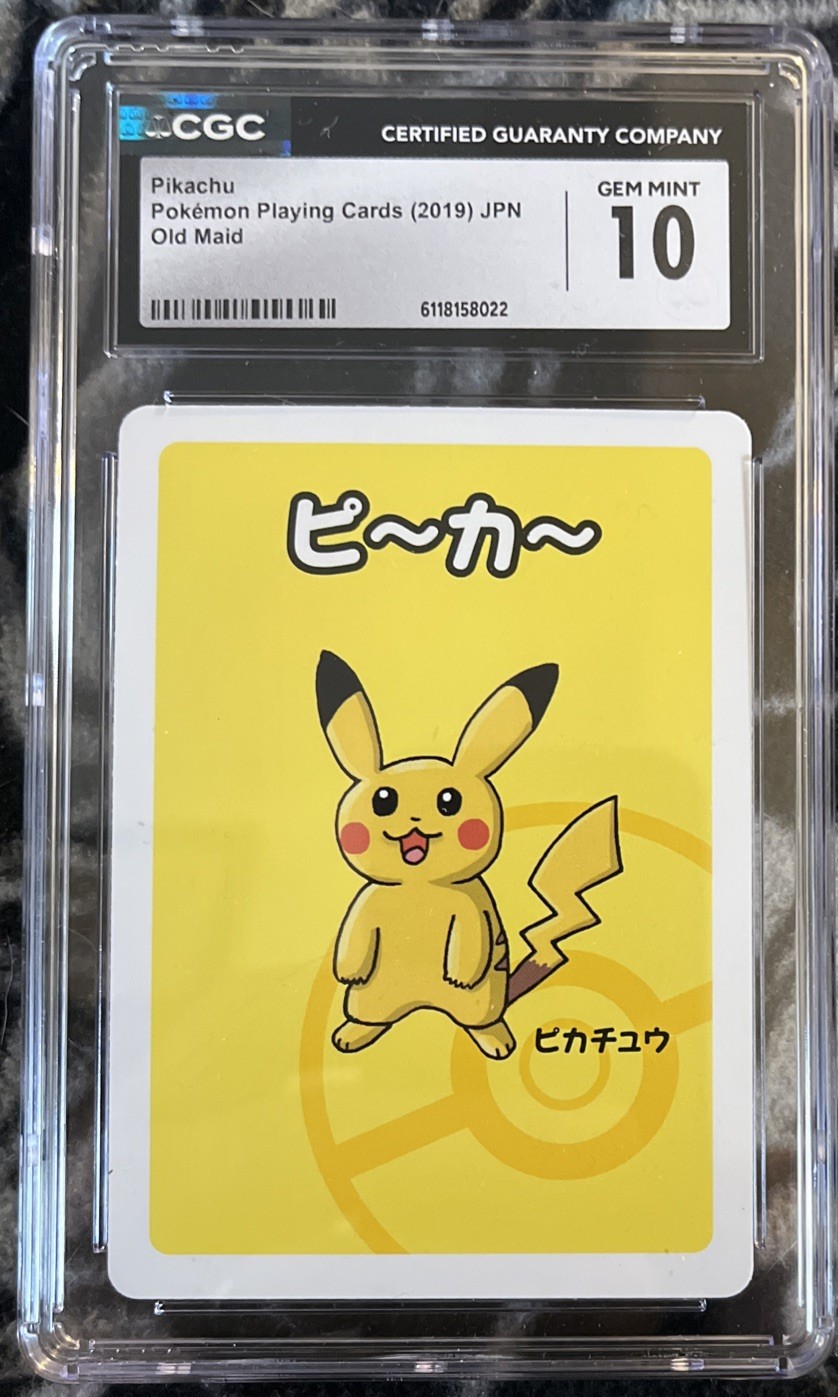 CGC
CERTIFIED GUARANTY COMPANY
Pikachu
Pokémon Playing Cards (2019) JPN
Old Maid
GEM MINT
10
6118158022
ピ～カ～
ピカチュウ